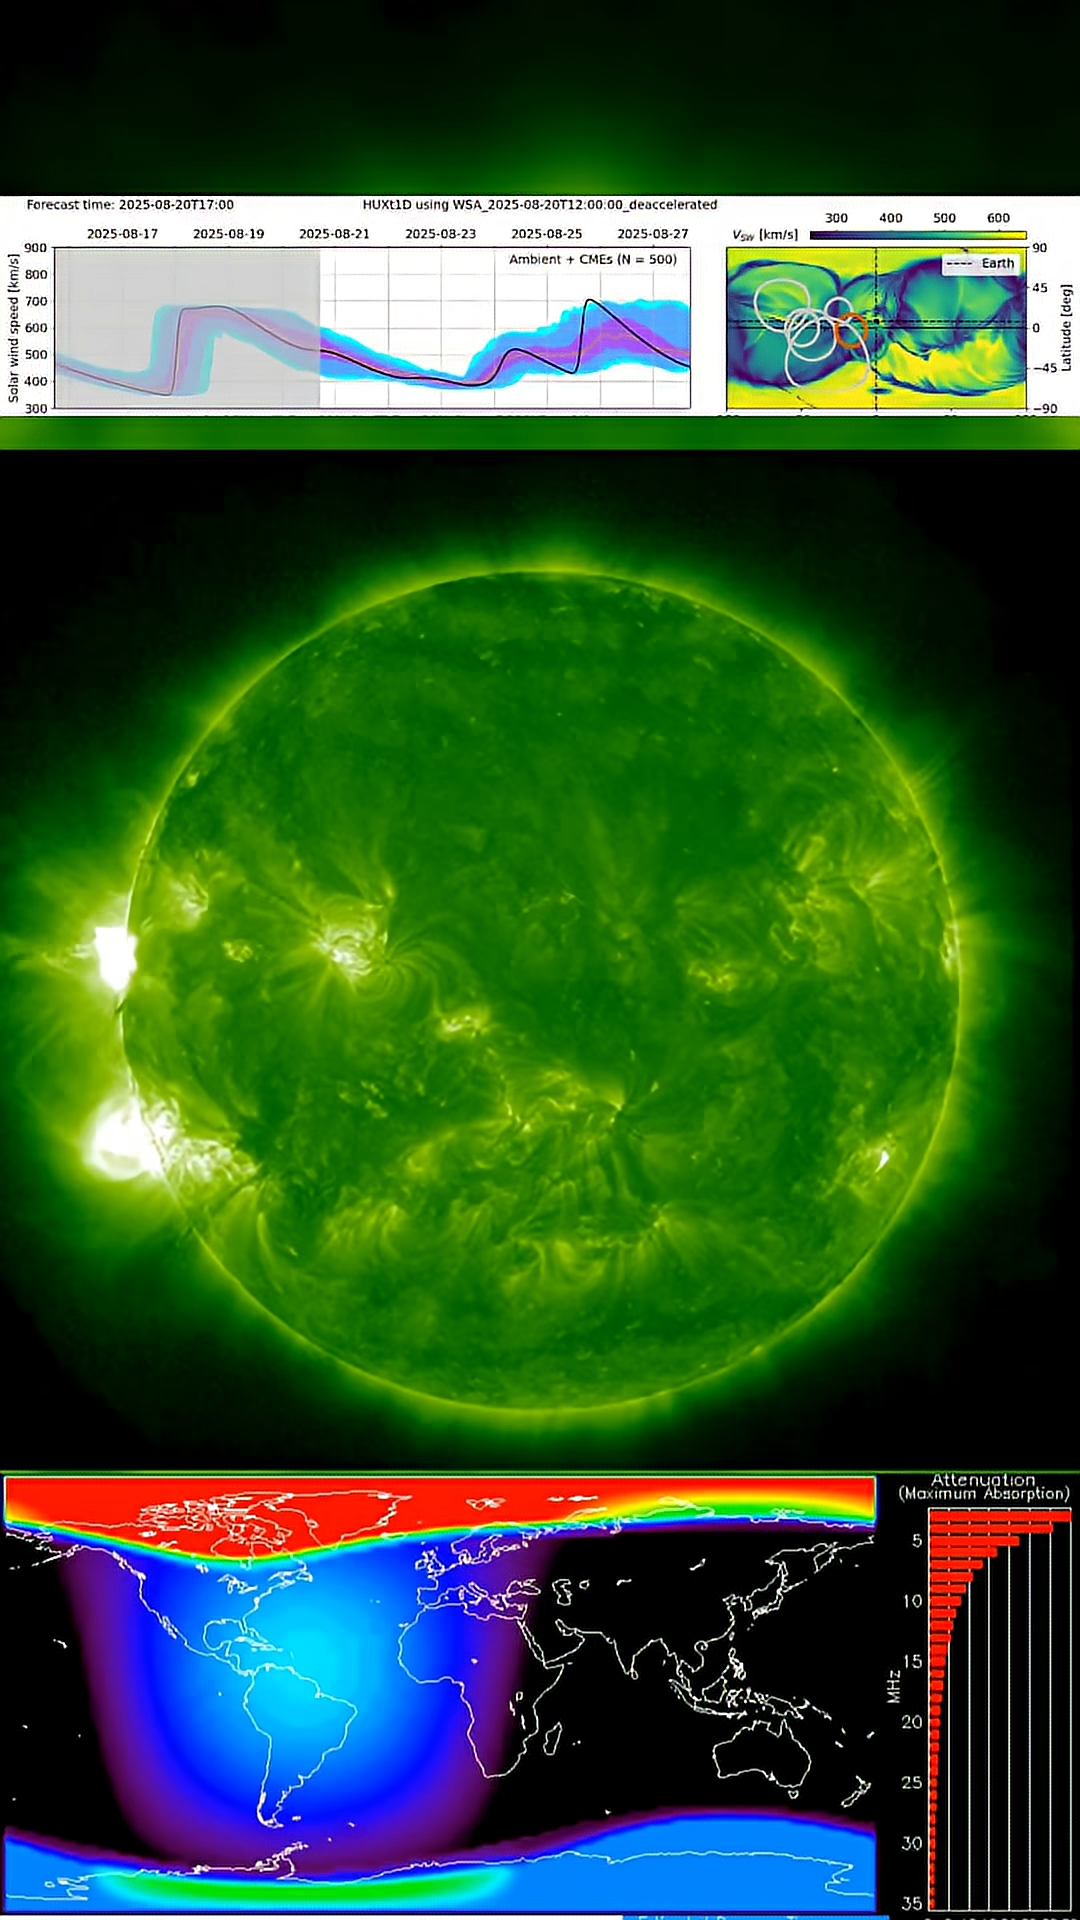 Forecast time: 2025-08-20T17:00
HUXt1D using WSA_2025-08-20T12:00:00_deaccelerated
2025-08-17 2025-08-19 2025-08-21 2025-08-23 2025-08-25 2025-08-27
300 400 500 600
V_SW [km/s]
Ambient + CMEs (N = 500)
Earth
Solar wind speed [km/s]
900
800
700
600
500
400
300
90
45
0
−45
−90
Latitude [deg]
Attenuation
(Maximum Absorption)
5
10
15
20
25
30
35
MHz